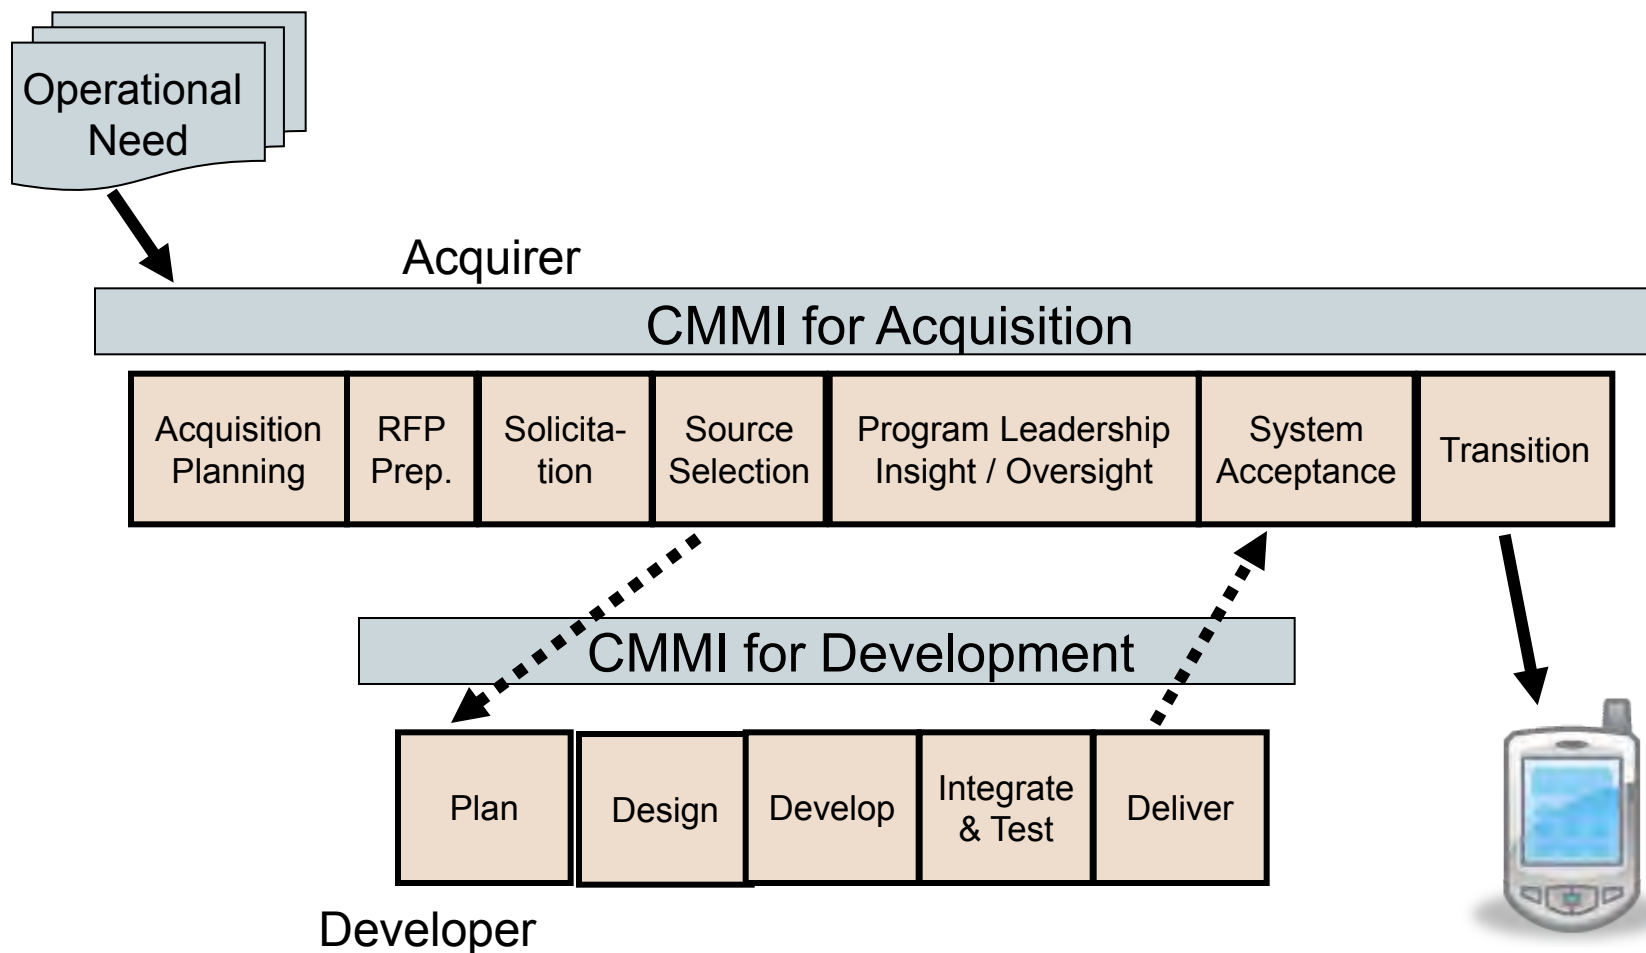 Operational
Need
Acquirer
CMMI for Acquisition
Acquisition
Planning
RFP
Prep.
Solicita-
tion
Source
Selection
Program Leadership
Insight / Oversight
System
Acceptance
Transition
CMMI for Development
Plan
Design
Develop
Integrate
& Test
Deliver
Developer